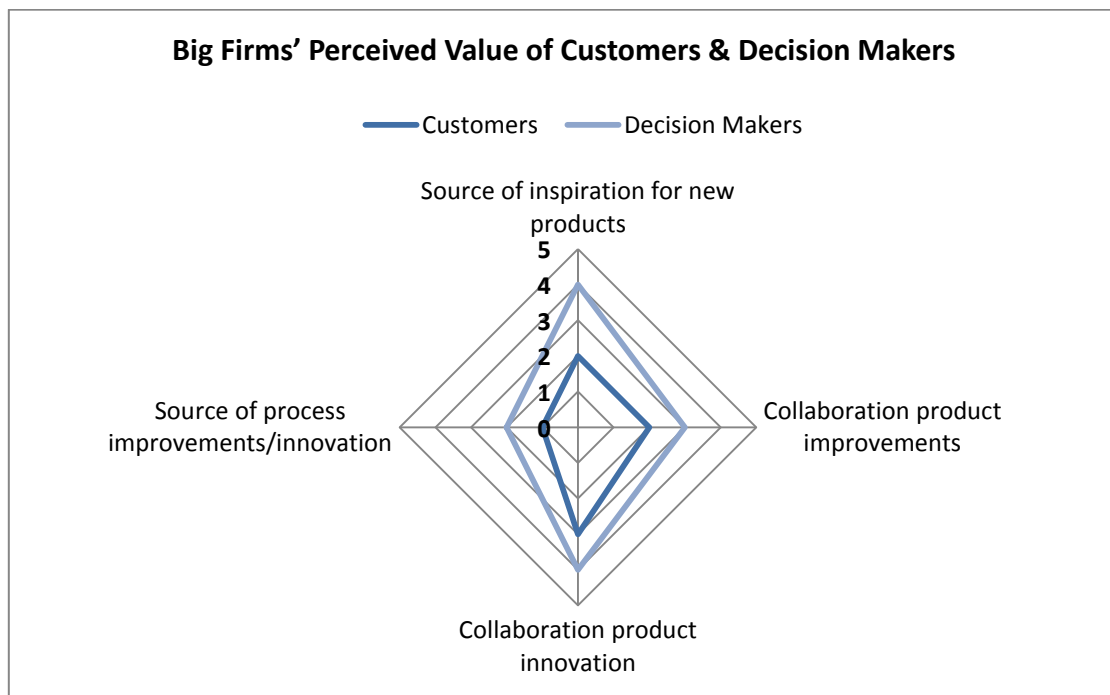 Big Firms’ Perceived Value of Customers & Decision Makers
Customers Decision Makers
Source of inspiration for new
products
5
4
3
2
1
0
Collaboration product
improvements
Collaboration product
innovation
Source of process
improvements/innovation